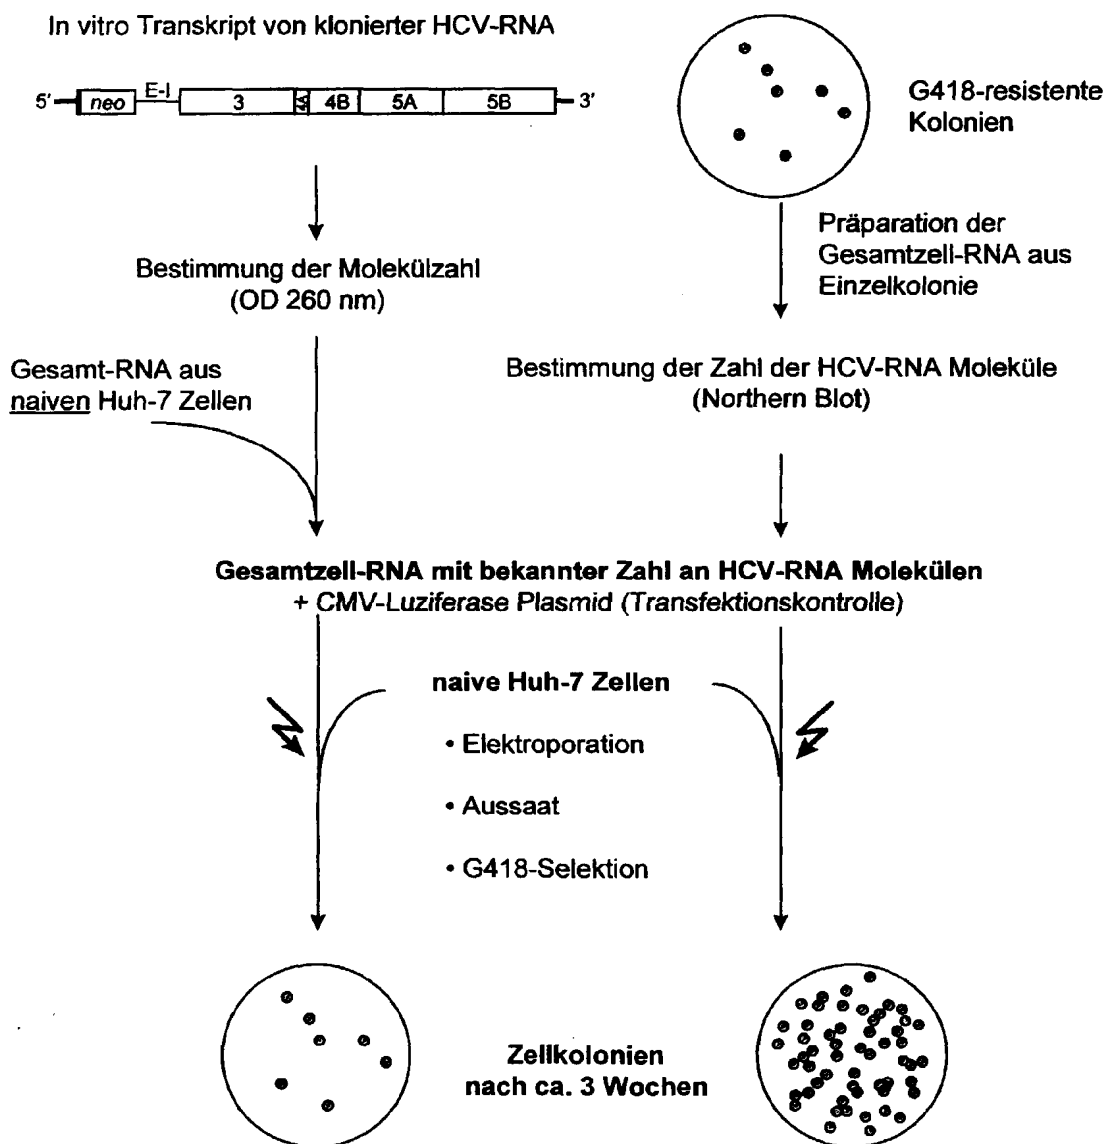 In vitro Transkript von klonierter HCV-RNA
5' neo E-I 3 4A 4B 5A 5B 3'
G418-resistente
Kolonien
Bestimmung der Molekülzahl
(OD 260 nm)
Präparation der
Gesamtzell-RNA aus
Einzelkolonie
Gesamt-RNA aus
naiven Huh-7 Zellen
Bestimmung der Zahl der HCV-RNA Moleküle
(Northern Blot)
Gesamtzell-RNA mit bekannter Zahl an HCV-RNA Molekülen
+ CMV-Luziferase Plasmid (Transfektionskontrolle)
naive Huh-7 Zellen
• Elektroporation
• Aussaat
• G418-Selektion
Zellkolonien
nach ca. 3 Wochen